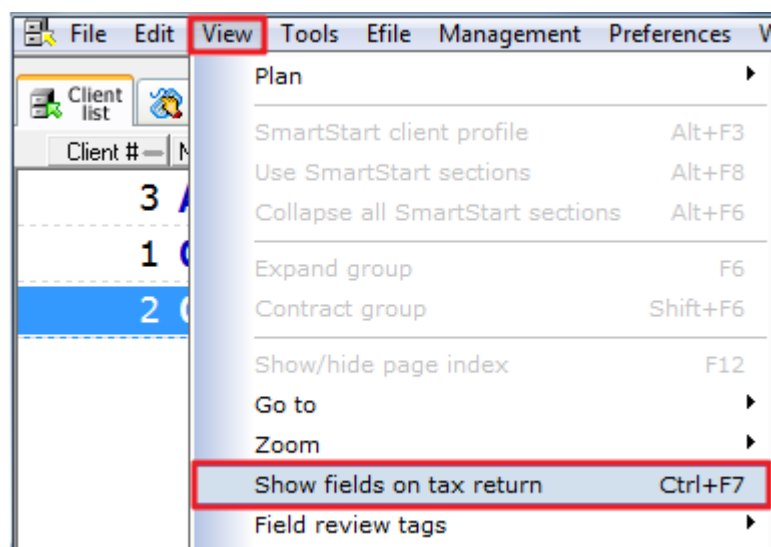 File Edit View Tools Efile Management Preferences
Plan
Client list
SmartStart client profile Alt+F3
Client #
Use SmartStart sections Alt+F8
3
Collapse all SmartStart sections Alt+F6
1
Expand group F6
2
Contract group Shift+F6
Show/hide page index F12
Go to
Zoom
Show fields on tax return Ctrl+F7
Field review tags